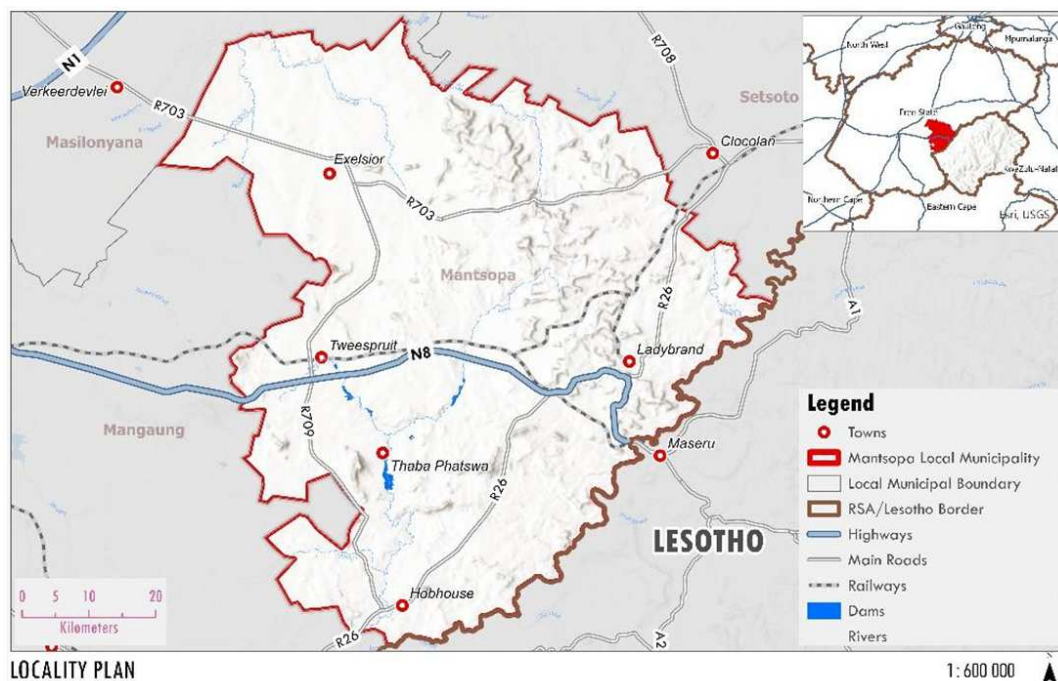 N1
Verkeerdevlei
R703
Masilonyana
Exelsior
R703
R708
Setsoto
Clocolan
Mantsopa
R26
A1
Tweespruit
N8
Ladybrand
Mangaung
R709
Thaba Phatswa
R26
Maseru
LESOTHO
Hobhouse
R26
A2
0 10 20
Kilometers
North West
Gauteng
Mpumalanga
Free State
KwaZulu-Natal
Northern Cape
Eastern Cape
Esri, USGS
Legend
Towns
Mantsopa Local Municipality
Local Municipal Boundary
RSA/Lesotho Border
Highways
Main Roads
Railways
Dams
Rivers
LOCALITY PLAN
1: 600 000